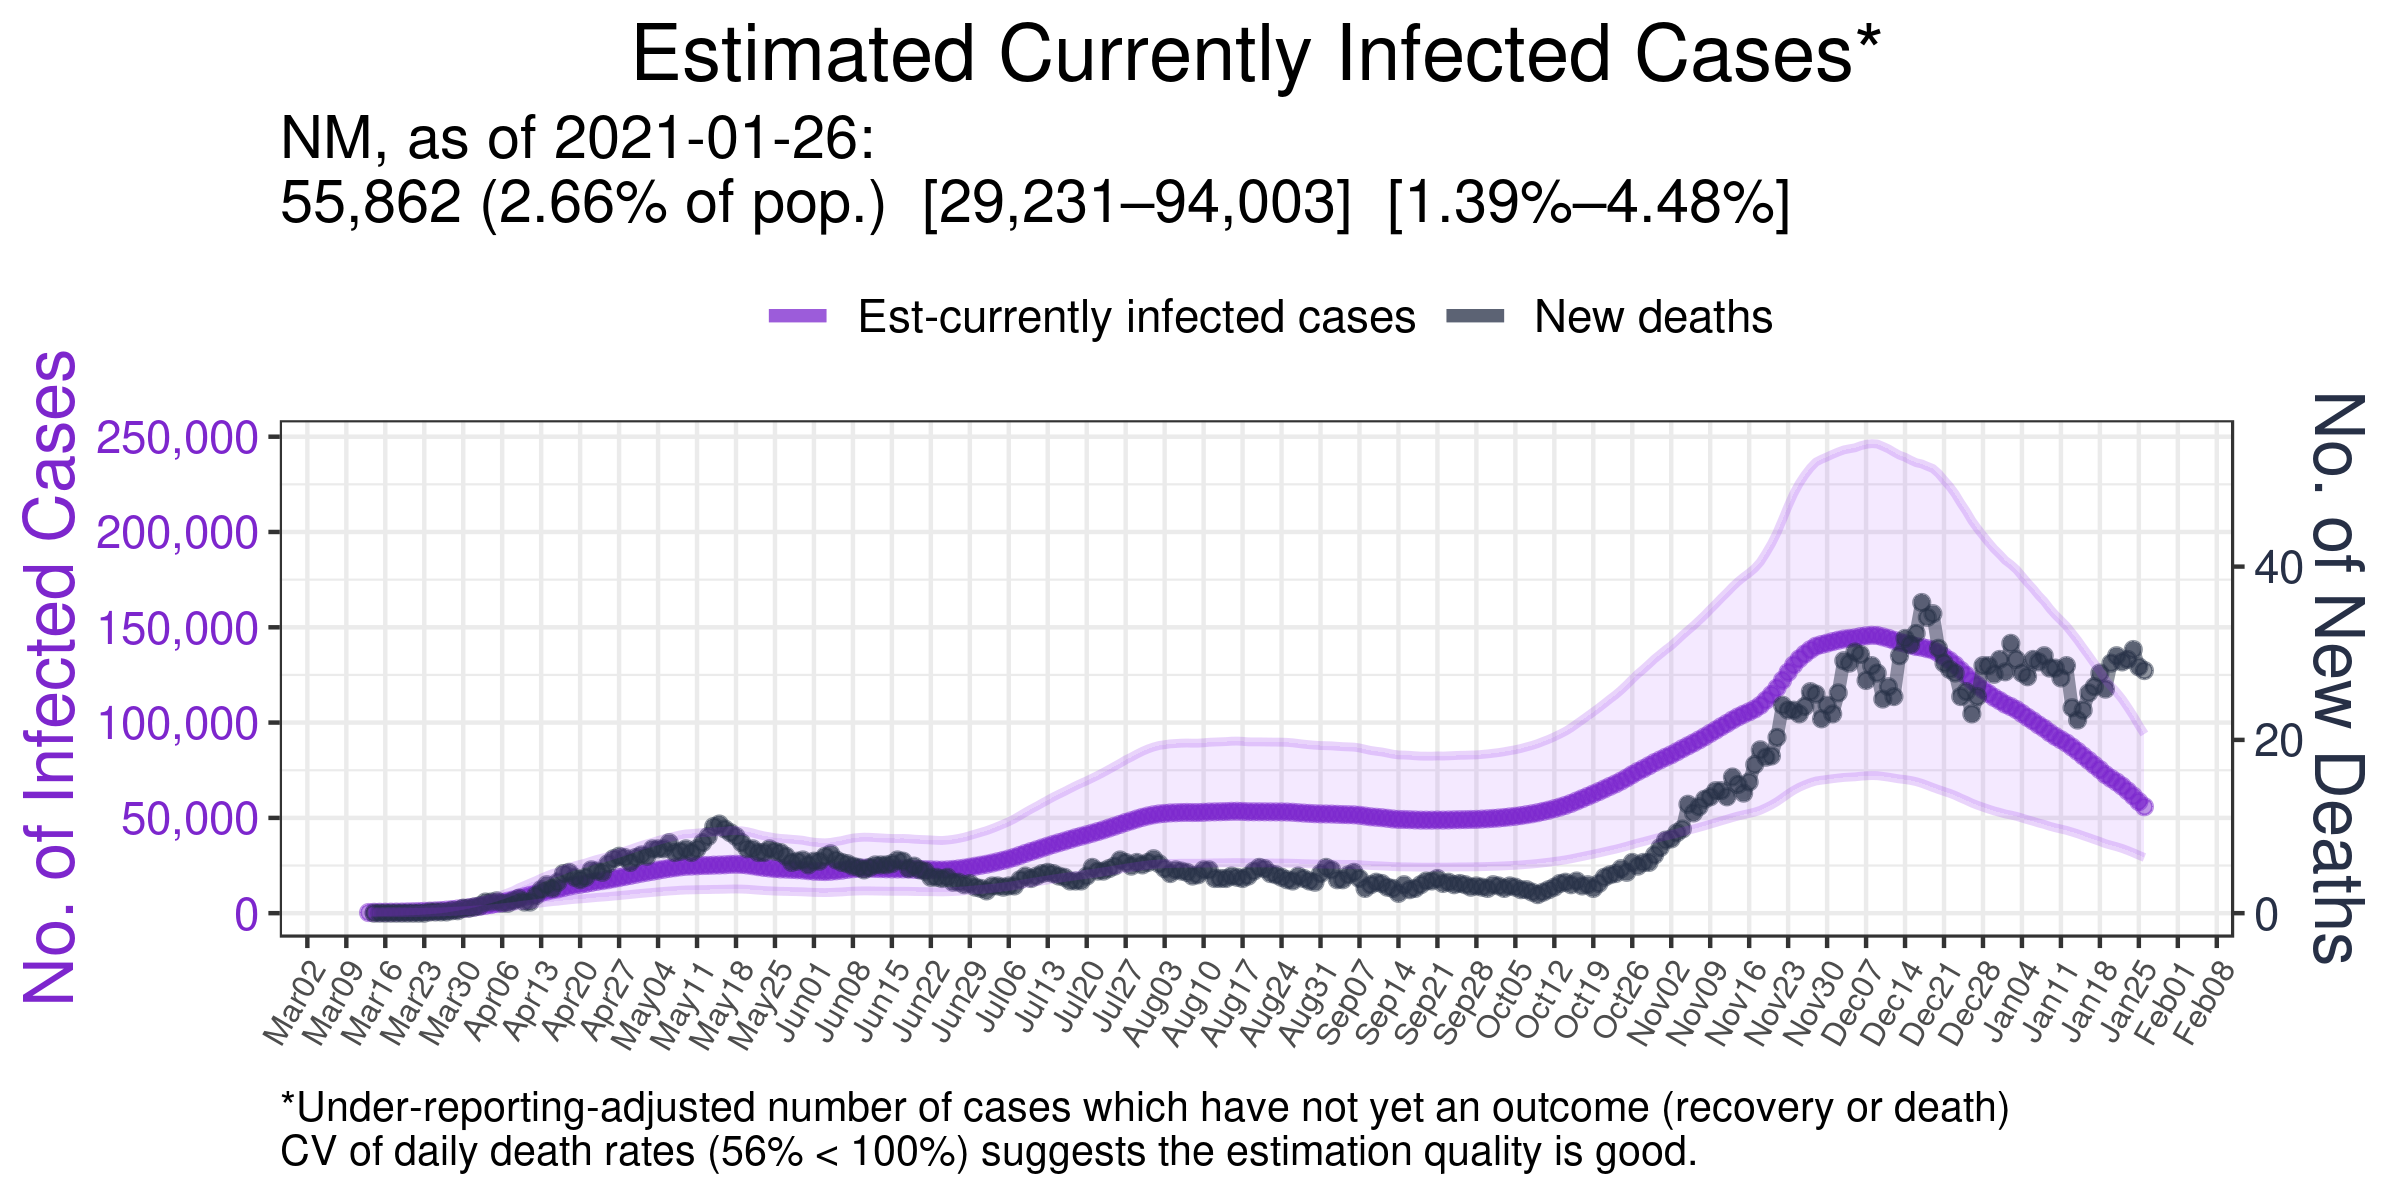 Estimated Currently Infected Cases*
NM, as of 2021-01-26:
55,862 (2.66% of pop.)  [29,231–94,003]  [1.39%–4.48%]
Est-currently infected cases
New deaths
No. of Infected Cases
250,000
200,000
150,000
100,000
50,000
0
No. of New Deaths
40
20
0
Mar02
Mar09
Mar16
Mar23
Mar30
Apr06
Apr13
Apr20
Apr27
May04
May11
May18
May25
Jun01
Jun08
Jun15
Jun22
Jun29
Jul06
Jul13
Jul20
Jul27
Aug03
Aug10
Aug17
Aug24
Aug31
Sep07
Sep14
Sep21
Sep28
Oct05
Oct12
Oct19
Oct26
Nov02
Nov09
Nov16
Nov23
Nov30
Dec07
Dec14
Dec21
Dec28
Jan04
Jan11
Jan18
Jan25
Feb01
Feb08
*Under-reporting-adjusted number of cases which have not yet an outcome (recovery or death)
CV of daily death rates (56% < 100%) suggests the estimation quality is good.